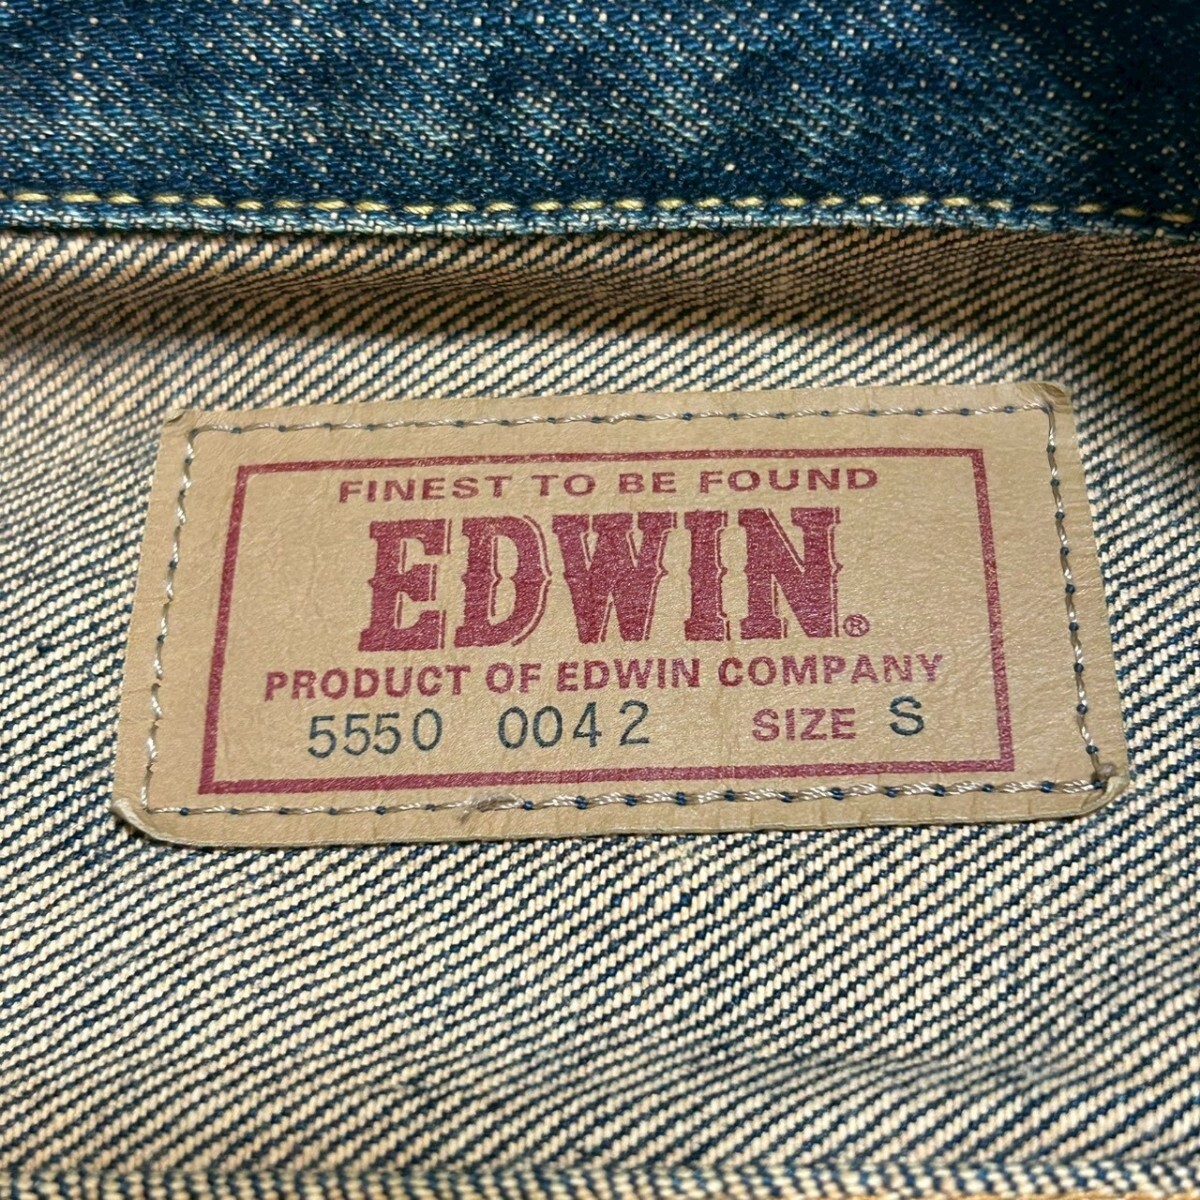 FINEST TO BE FOUND
EDWIN®
PRODUCT OF EDWIN COMPANY
5550 0042 SIZE S